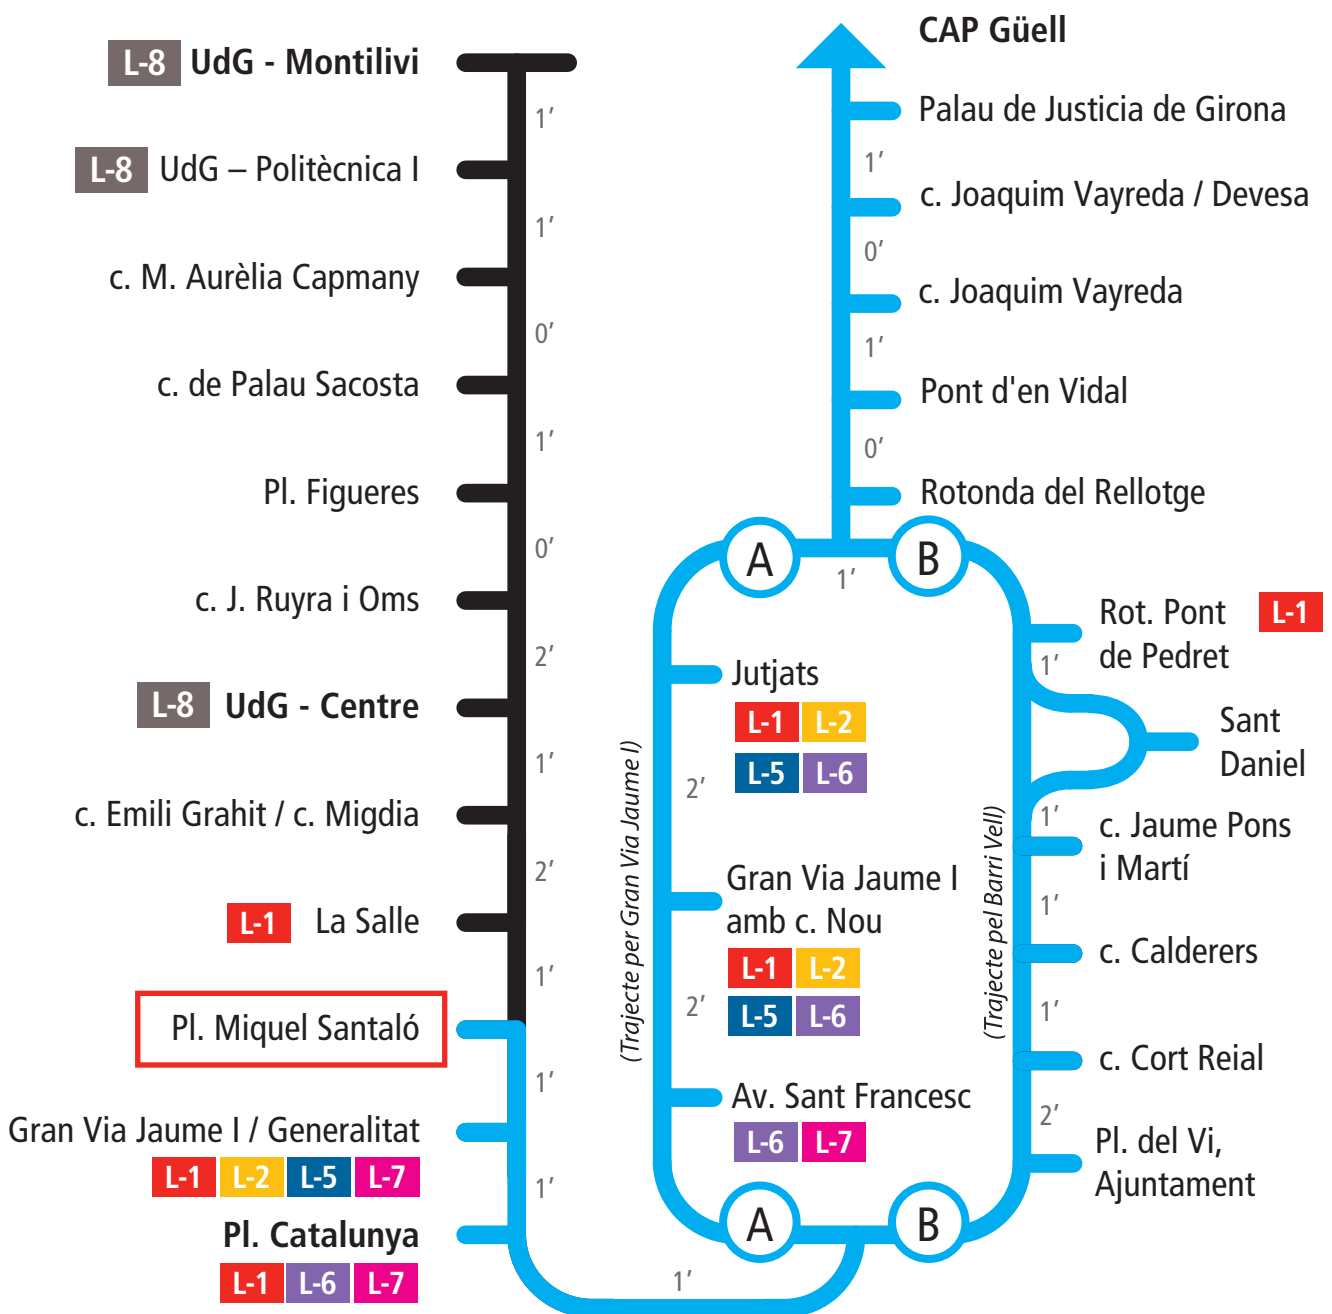 L-8 UdG - Montilivi
1’
L-8 UdG – Politècnica I
1’
c. M. Aurèlia Capmany
0’
c. de Palau Sacosta
1’
Pl. Figueres
0’
c. J. Ruyra i Oms
2’
L-8 UdG - Centre
1’
c. Emili Grahit / c. Migdia
2’
L-1 La Salle
1’
Pl. Miquel Santaló
1’
Gran Via Jaume I / Generalitat
L-1 L-2 L-5 L-7
1’
Pl. Catalunya
L-1 L-6 L-7
1’
CAP Güell
Palau de Justicia de Girona
1’
c. Joaquim Vayreda / Devesa
0’
c. Joaquim Vayreda
1’
Pont d'en Vidal
0’
Rotonda del Rellotge
A
1’
B
(Trajecte per Gran Via Jaume I)
Jutjats
L-1 L-2
L-5 L-6
2’
Gran Via Jaume I
amb c. Nou
L-1 L-2
L-5 L-6
2’
Av. Sant Francesc
L-6 L-7
A
B
(Trajecte pel Barri Vell)
Rot. Pont L-1
de Pedret
1’
Sant
Daniel
1’
c. Jaume Pons
i Martí
1’
c. Calderers
1’
c. Cort Reial
2’
Pl. del Vi,
Ajuntament